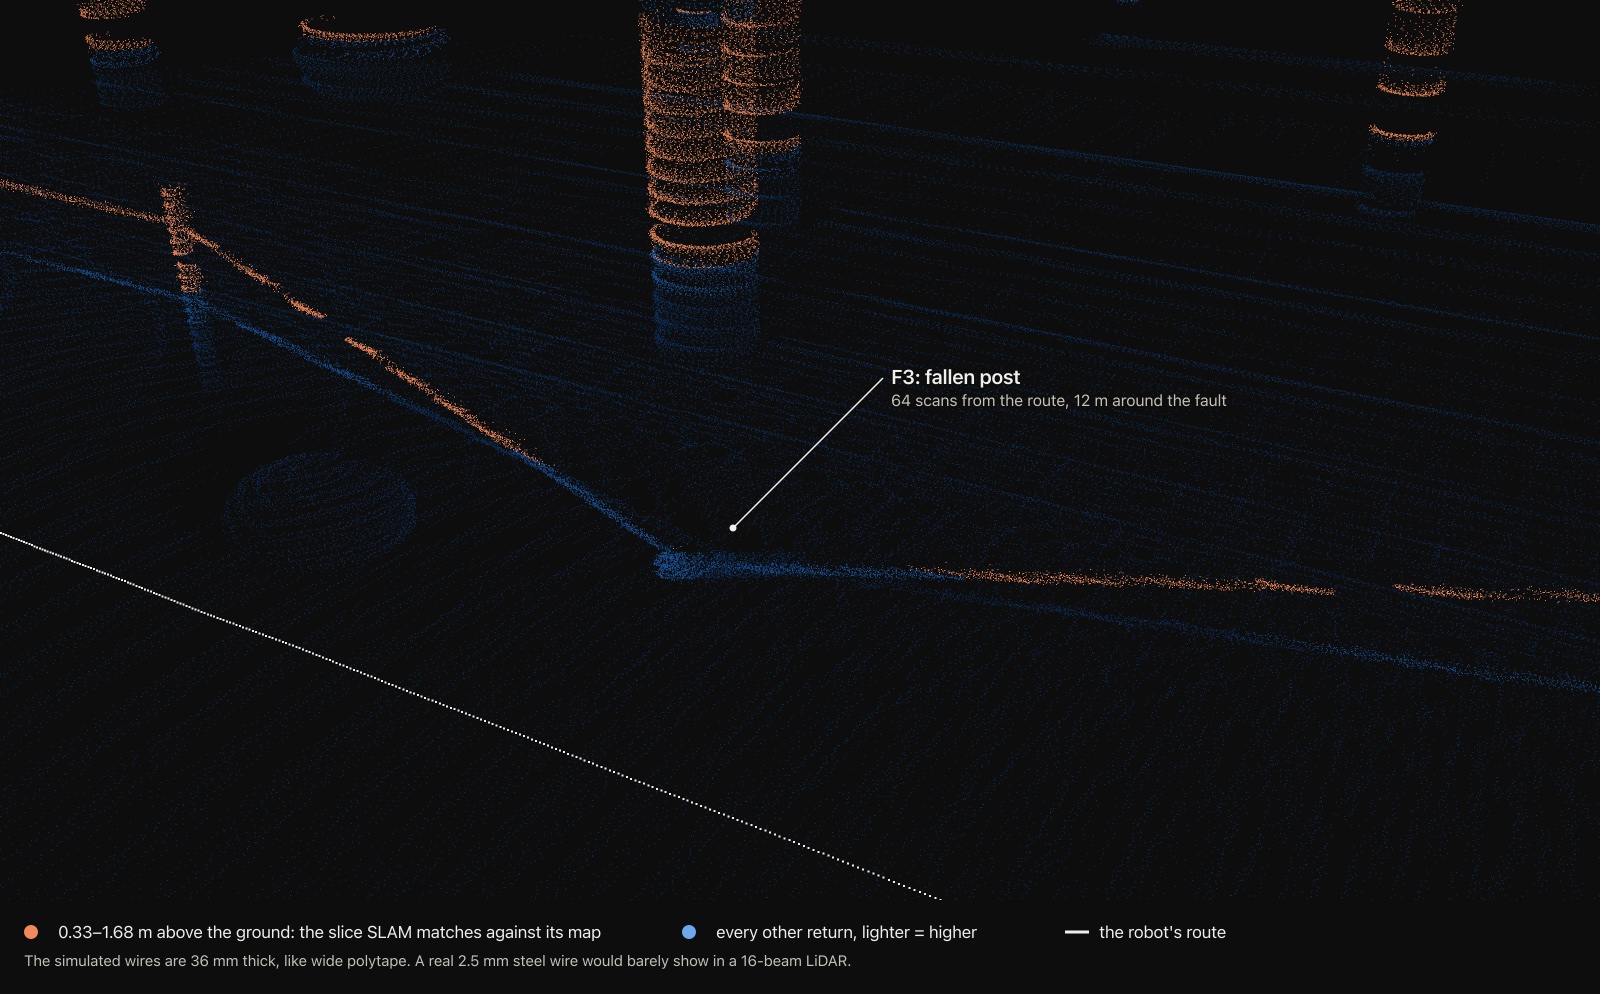 F3: fallen post
64 scans from the route, 12 m around the fault
0.33–1.68 m above the ground: the slice SLAM matches against its map
every other return, lighter = higher
the robot's route
The simulated wires are 36 mm thick, like wide polytape. A real 2.5 mm steel wire would barely show in a 16-beam LiDAR.